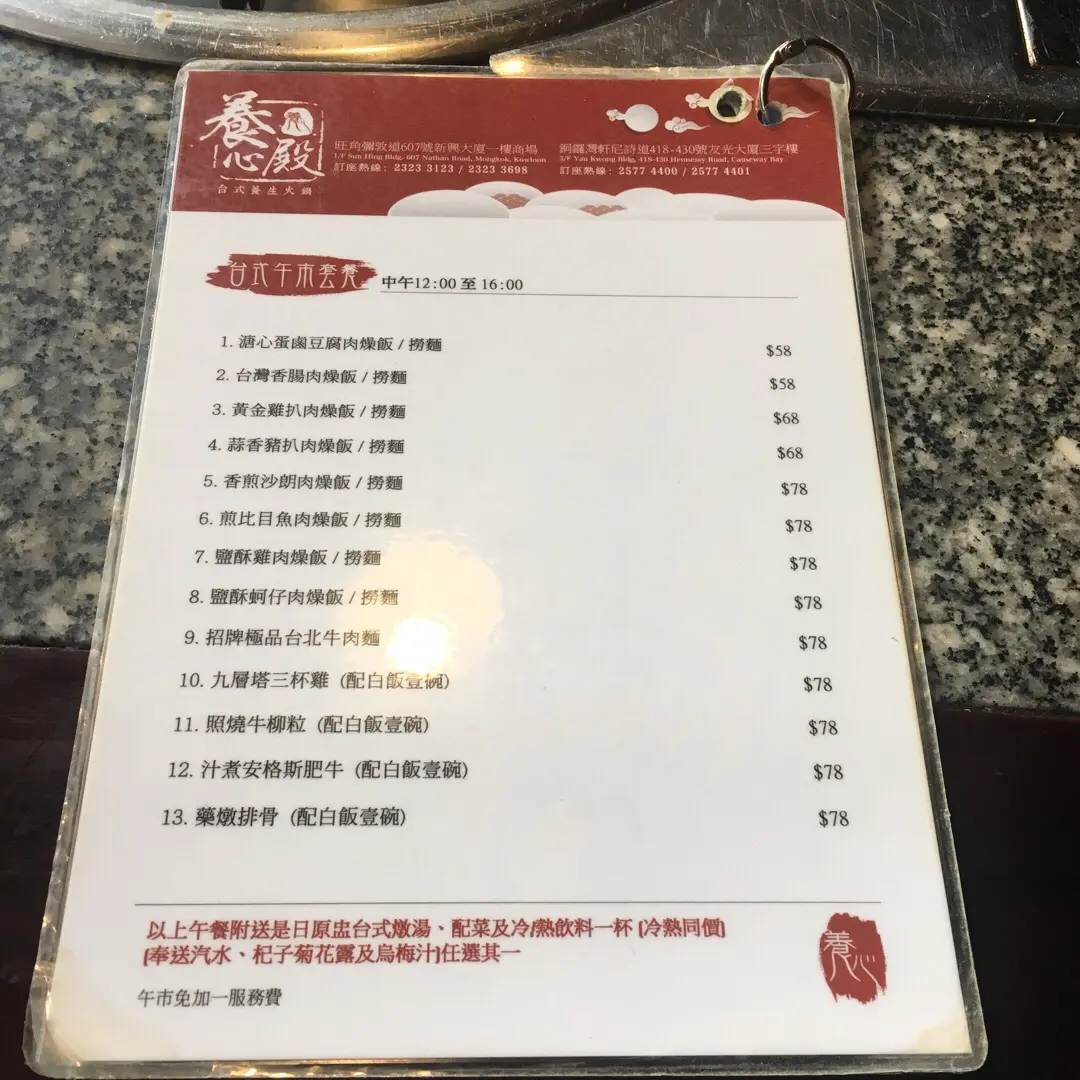 養心殿
台式養生火鍋
旺角彌敦道607號新興大廈一樓商場
1/F Sun Hing Bldg. 607 Nathan Road, Mongkok, Kowloon
訂座熱線: 2323 3123 / 2323 3698
銅鑼灣軒尼詩道418-430號友光大廈三字樓
3/F Yau Kwong Bldg, 418-430 Hennessy Road, Causeway Bay
訂座熱線: 2577 4400 / 2577 4401
台式午市套餐 中午12:00 至 16:00
1. 溏心蛋鹵豆腐肉燥飯 / 撈麵 $58
2. 台灣香腸肉燥飯 / 撈麵 $58
3. 黃金雞扒肉燥飯 / 撈麵 $68
4. 蒜香豬扒肉燥飯 / 撈麵 $68
5. 香煎沙朗肉燥飯 / 撈麵 $78
6. 煎比目魚肉燥飯 / 撈麵 $78
7. 鹽酥雞肉燥飯 / 撈麵 $78
8. 鹽酥蚵仔肉燥飯 / 撈麵 $78
9. 招牌極品台北牛肉麵 $78
10. 九層塔三杯雞 (配白飯壹碗) $78
11. 照燒牛柳粒 (配白飯壹碗) $78
12. 汁煮安格斯肥牛 (配白飯壹碗) $78
13. 藥燉排骨 (配白飯壹碗) $78
以上午餐附送是日原盅台式燉湯、配菜及冷/熱飲料一杯 (冷熱同價)
(奉送汽水、杞子菊花露及烏梅汁)任選其一
午市免加一服務費
養心